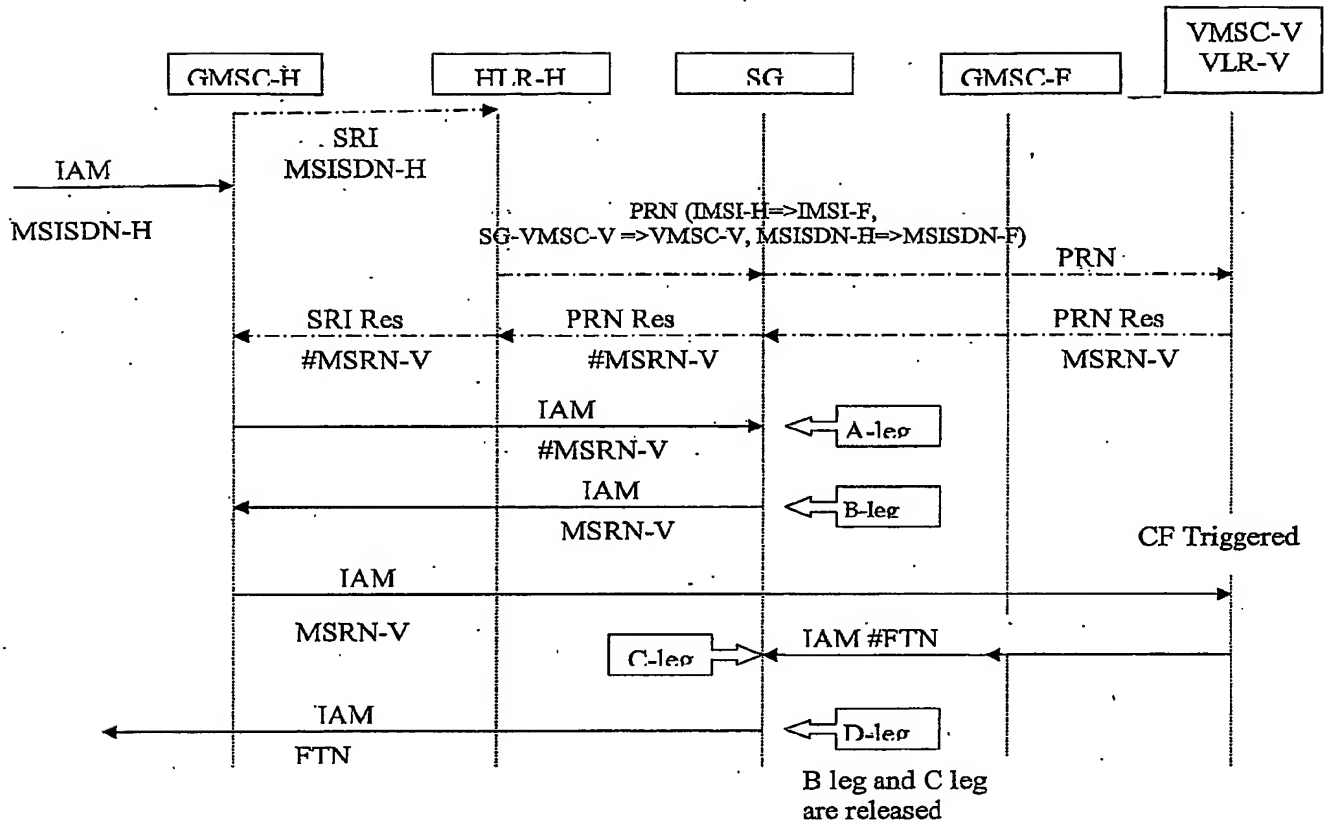 VMSC-V
VLR-V
GMSC-H
HLR-H
SG
GMSC-F
SRI
MSISDN-H
IAM
MSISDN-H
PRN (IMSI-H=>IMSI-F,
SG-VMSC-V =>VMSC-V, MSISDN-H=>MSISDN-F)
PRN
SRI Res
PRN Res
PRN Res
#MSRN-V
#MSRN-V
MSRN-V
IAM
A-leg
#MSRN-V
IAM
B-leg
MSRN-V
CF Triggered
IAM
MSRN-V
IAM #FTN
C-leg
IAM
D-leg
FTN
B leg and C leg
are released